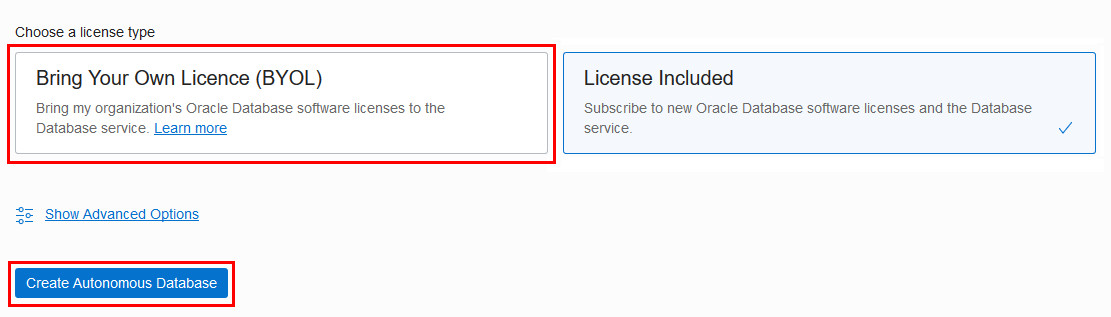 Choose a license type
Bring Your Own Licence (BYOL)
Bring my organization's Oracle Database software licenses to the
Database service. Learn more
License Included
Subscribe to new Oracle Database software licenses and the Database
service.
Show Advanced Options
Create Autonomous Database